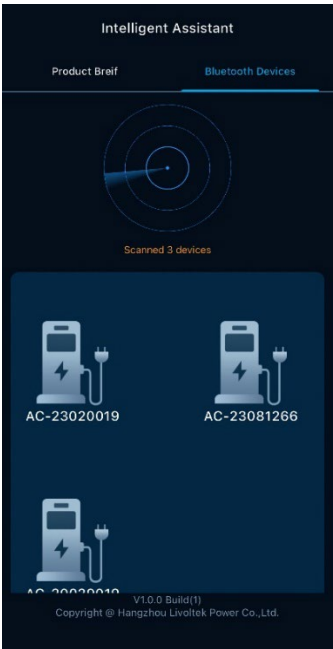 Intelligent Assistant
Product Breif
Bluetooth Devices
Scanned 3 devices
AC-23020019
AC-23081266
V1.0.0 Build(1)
Copyright @ Hangzhou Livoltek Power Co.,Ltd.